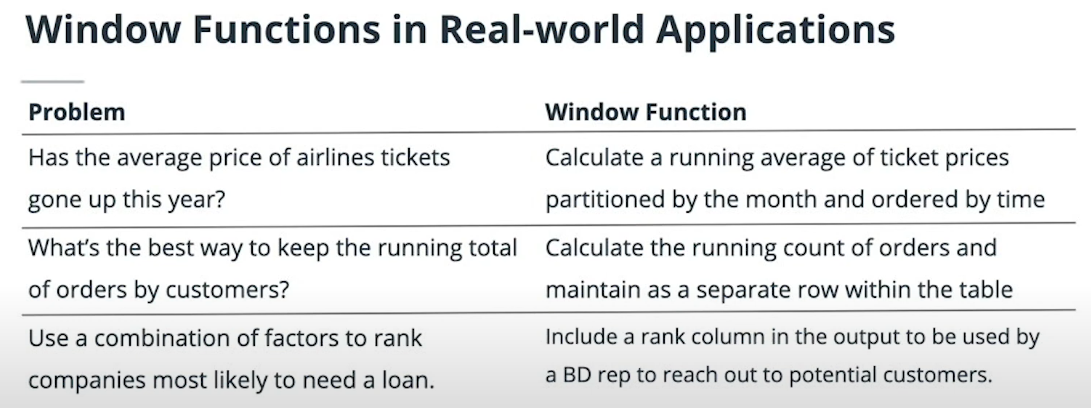 Window Functions in Real-world Applications
Problem
Window Function
Has the average price of airlines tickets
gone up this year?
Calculate a running average of ticket prices
partitioned by the month and ordered by time
What's the best way to keep the running total
of orders by customers?
Calculate the running count of orders and
maintain as a separate row within the table
Use a combination of factors to rank
companies most likely to need a loan.
Include a rank column in the output to be used by
a BD rep to reach out to potential customers.